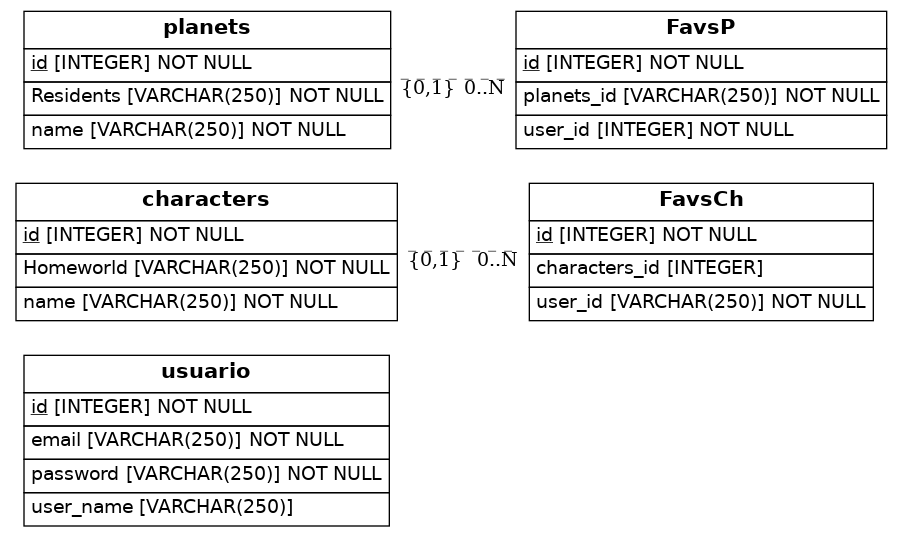 planets
id [INTEGER] NOT NULL
Residents [VARCHAR(250)] NOT NULL
name [VARCHAR(250)] NOT NULL
{0,1} 0..N
FavsP
id [INTEGER] NOT NULL
planets_id [VARCHAR(250)] NOT NULL
user_id [INTEGER] NOT NULL
characters
id [INTEGER] NOT NULL
Homeworld [VARCHAR(250)] NOT NULL
name [VARCHAR(250)] NOT NULL
{0,1} 0..N
FavsCh
id [INTEGER] NOT NULL
characters_id [INTEGER]
user_id [VARCHAR(250)] NOT NULL
usuario
id [INTEGER] NOT NULL
email [VARCHAR(250)] NOT NULL
password [VARCHAR(250)] NOT NULL
user_name [VARCHAR(250)]